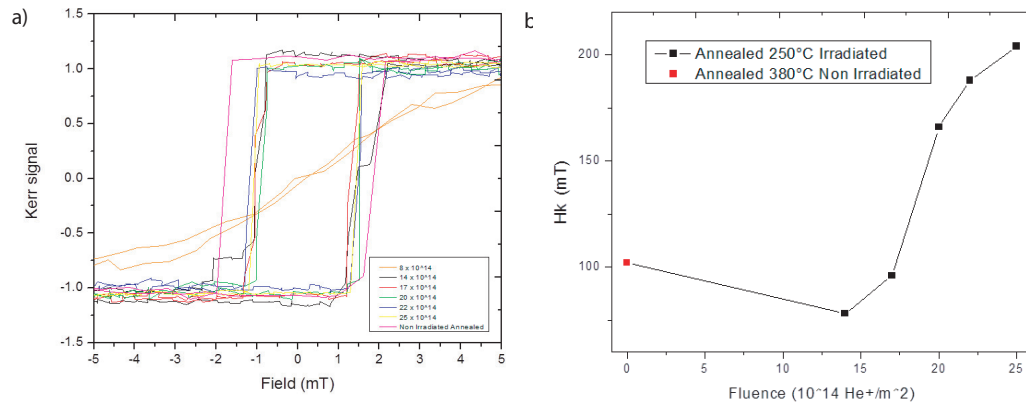 a)
1.5
1.0
0.5
0.0
-0.5
-1.0
-1.5
Kerr signal
8 x 10^14
14 x 10^14
17 x 10^14
20 x 10^14
22 x 10^14
25 x 10^14
Non Irradiated Annealed
-5 -4 -3 -2 -1 0 1 2 3 4 5
Field (mT)
b
Annealed 250°C Irradiated
Annealed 380°C Non Irradiated
200
100
Hk (mT)
0 5 10 15 20 25
Fluence (10^14 He+/m^2)